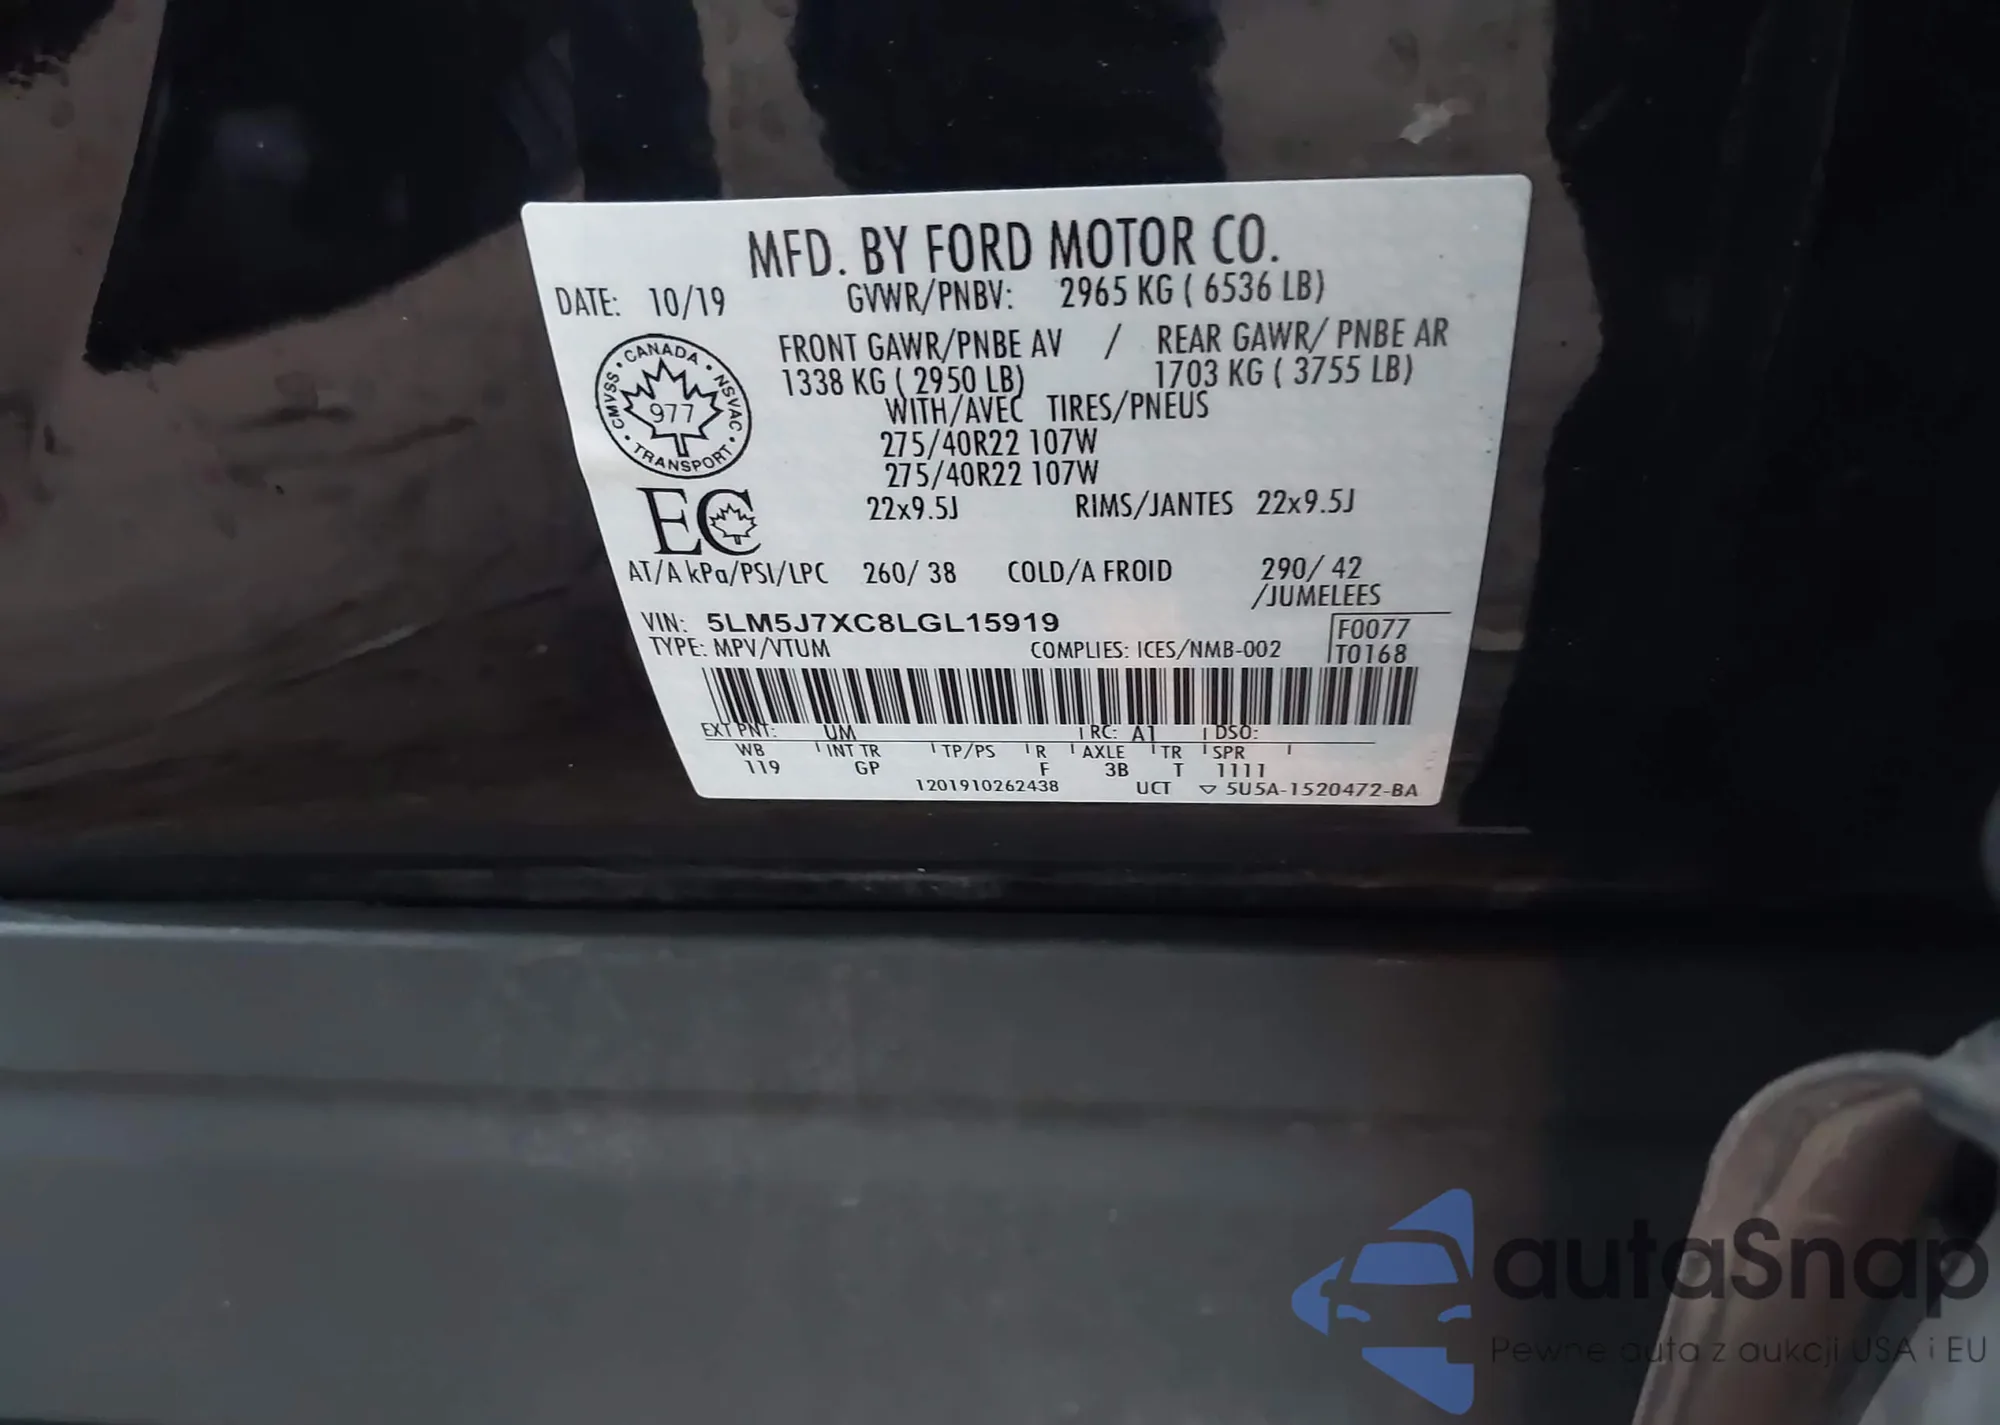 MFD. BY FORD MOTOR CO.
DATE: 10/19 GVWR/PNBV: 2965 KG ( 6536 LB)
FRONT GAWR/PNBE AV / REAR GAWR/ PNBE AR
1338 KG ( 2950 LB) 1703 KG ( 3755 LB)
WITH/AVEC TIRES/PNEUS
275/40R22 107W
275/40R22 107W
22x9.5J RIMS/JANTES 22x9.5J
CANADA • NSVAC • TRANSPORT • CMVSS •
977
EC
AT/A kPa/PSI/LPC 260/ 38 COLD/A FROID 290/ 42
/JUMELEES
VIN: 5LM5J7XC8LGL15919 F0077
TYPE: MPV/VTUM COMPLIES: ICES/NMB-002 T0168
EXT PNT: UM RC: A1 DSO:
WB INT TR TP/PS R AXLE TR SPR
119 GP F 3B T 1111
1201910262438 UCT ▽ 5U5A-1520472-BA
autaSnap
Pewne auta z aukcji USA i EU